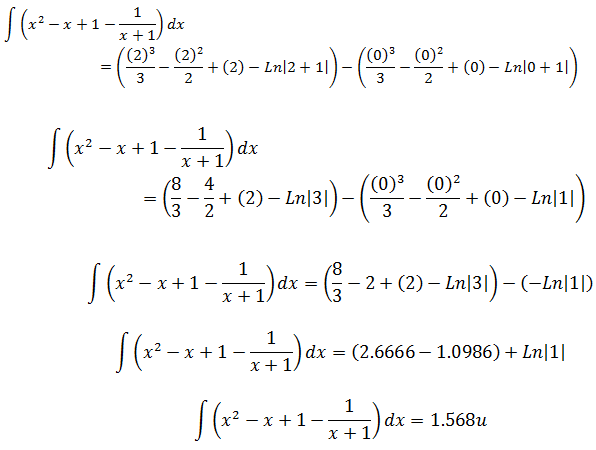 ∫(x² − x + 1 − 1/(x + 1)) dx
= ((2)³/3 − (2)²/2 + (2) − Ln|2 + 1|) − ((0)³/3 − (0)²/2 + (0) − Ln|0 + 1|)
∫(x² − x + 1 − 1/(x + 1)) dx
= (8/3 − 4/2 + (2) − Ln|3|) − ((0)³/3 − (0)²/2 + (0) − Ln|1|)
∫(x² − x + 1 − 1/(x + 1)) dx = (8/3 − 2 + (2) − Ln|3|) − (−Ln|1|)
∫(x² − x + 1 − 1/(x + 1)) dx = (2.6666 − 1.0986) + Ln|1|
∫(x² − x + 1 − 1/(x + 1)) dx = 1.568u